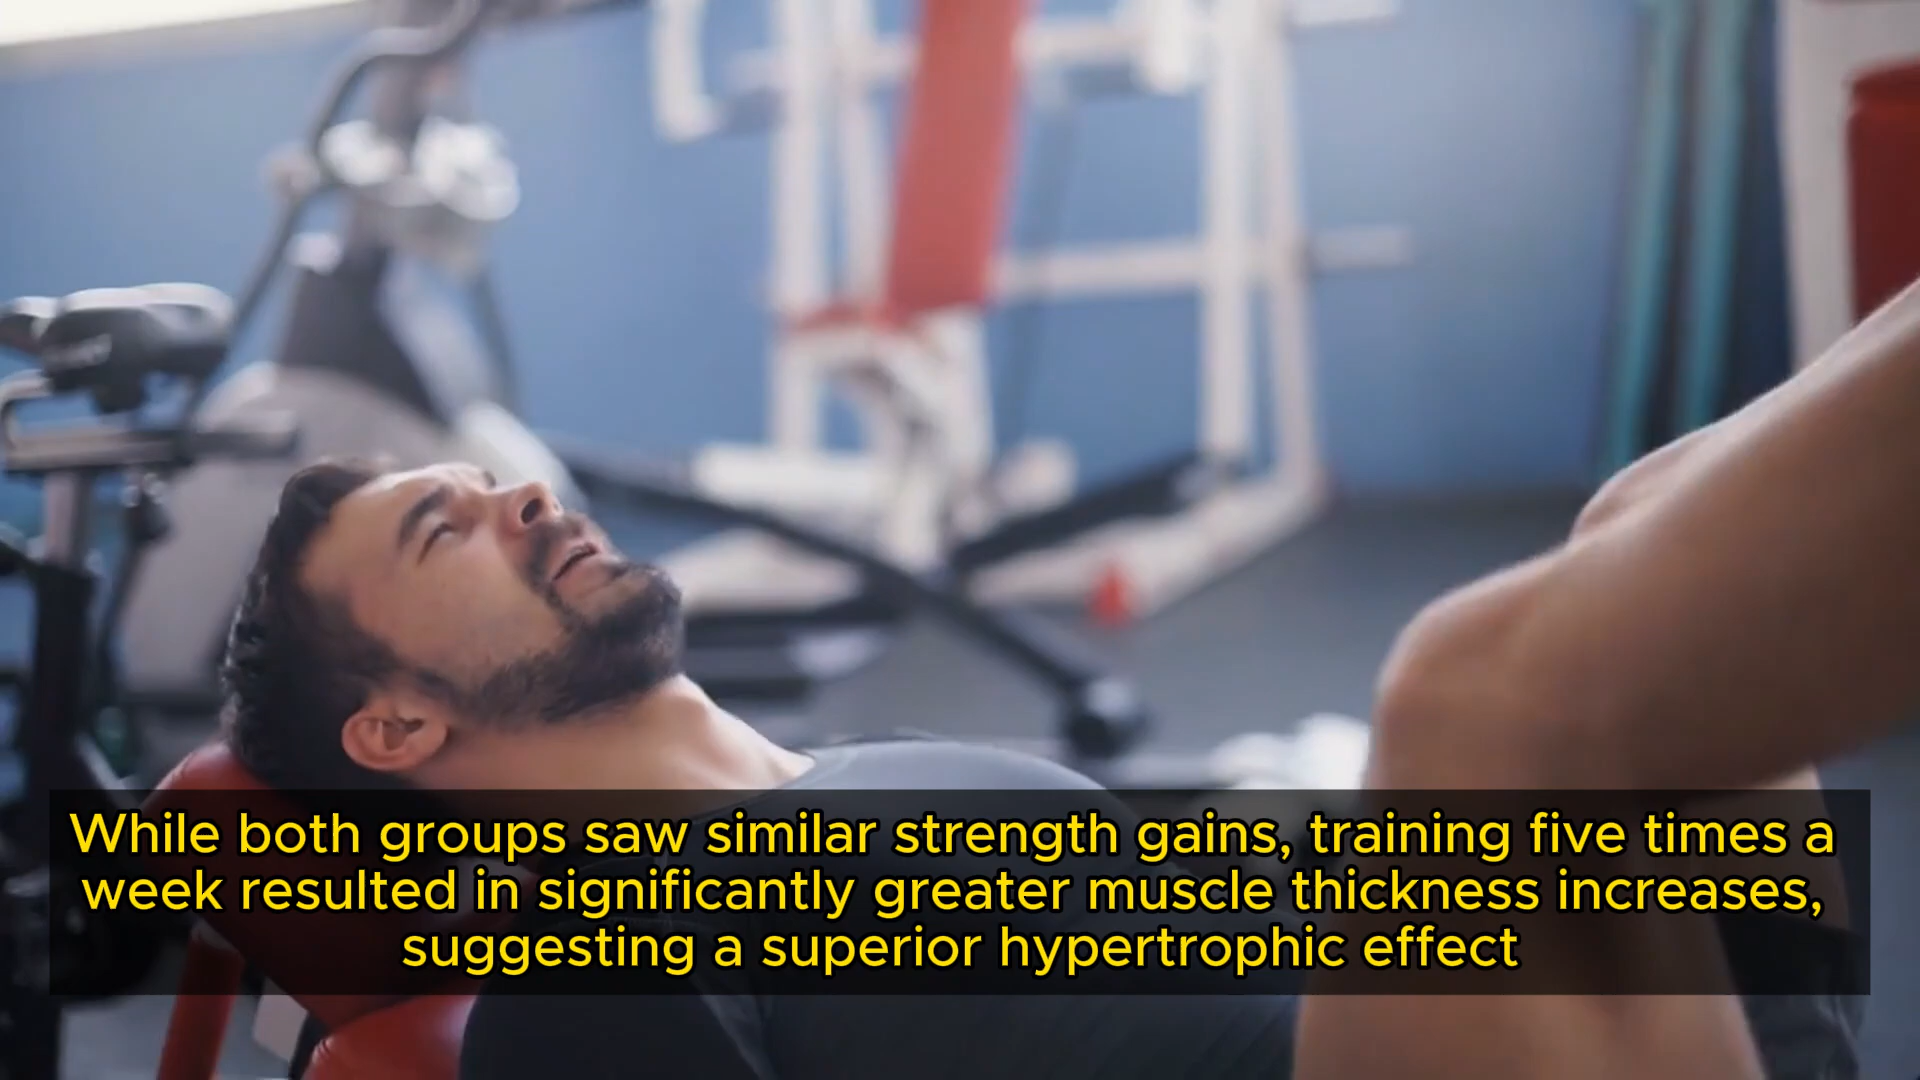 While both groups saw similar strength gains, training five times a
week resulted in significantly greater muscle thickness increases,
suggesting a superior hypertrophic effect